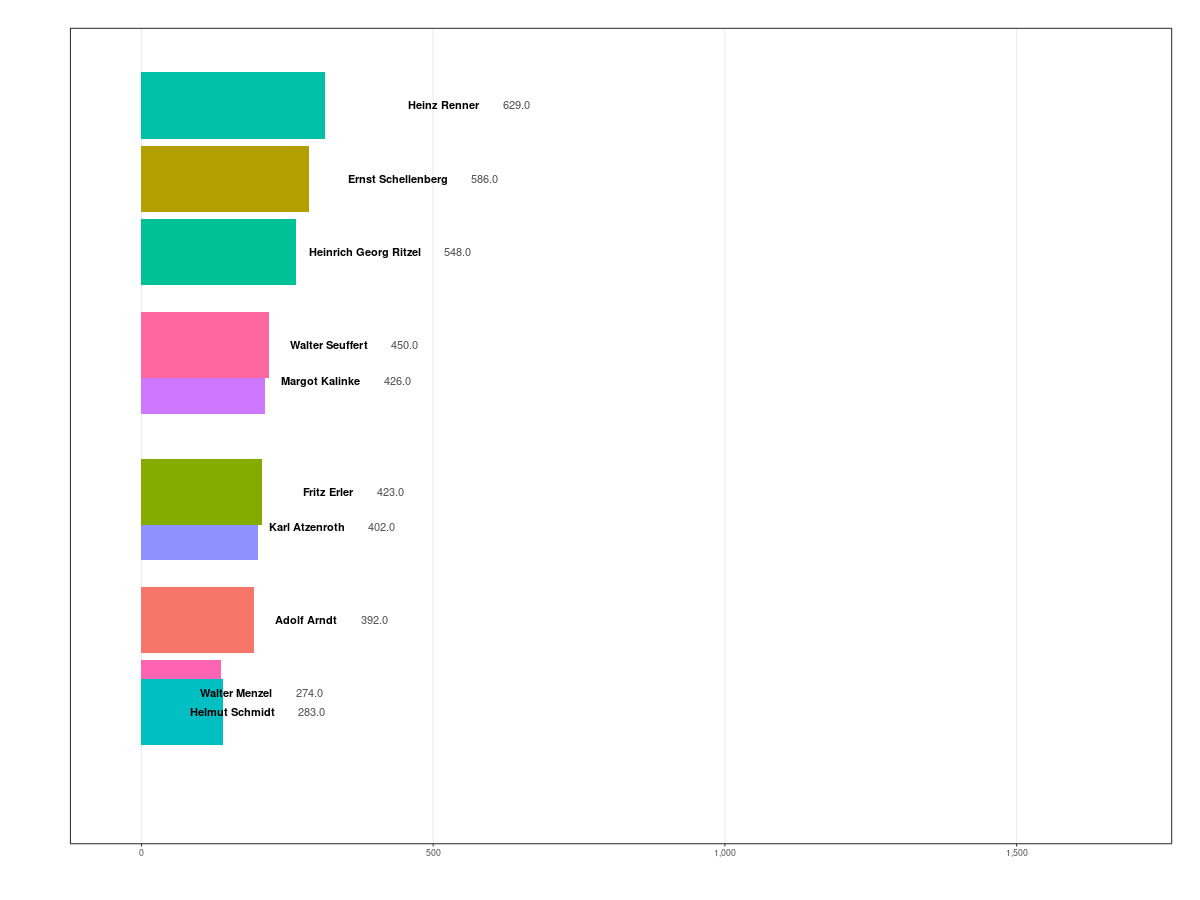 Heinz Renner 629.0
Ernst Schellenberg 586.0
Heinrich Georg Ritzel 548.0
Walter Seuffert 450.0
Margot Kalinke 426.0
Fritz Erler 423.0
Karl Atzenroth 402.0
Adolf Arndt 392.0
Walter Menzel 274.0
Helmut Schmidt 283.0
0 500 1,000 1,500